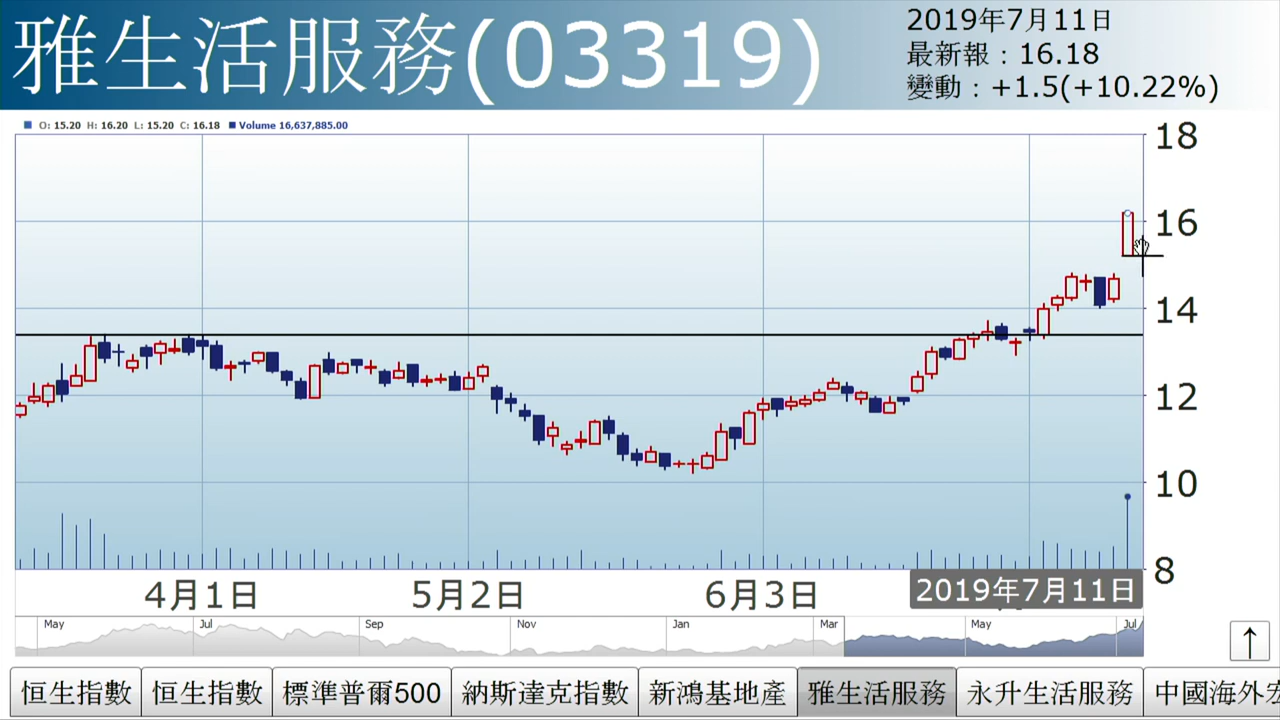 雅生活服務(03319)
2019年7月11日
最新報：16.18
變動：+1.5(+10.22%)
O: 15.20 H: 16.20 L: 15.20 C: 16.18 Volume 16,637,885.00
18
16
14
12
10
8
4月1日 5月2日 6月3日 2019年7月11日
May Jul Sep Nov Jan Mar May Jul
↑
恒生指數 恒生指數 標準普爾500 納斯達克指數 新鴻基地產 雅生活服務 永升生活服務 中國海外